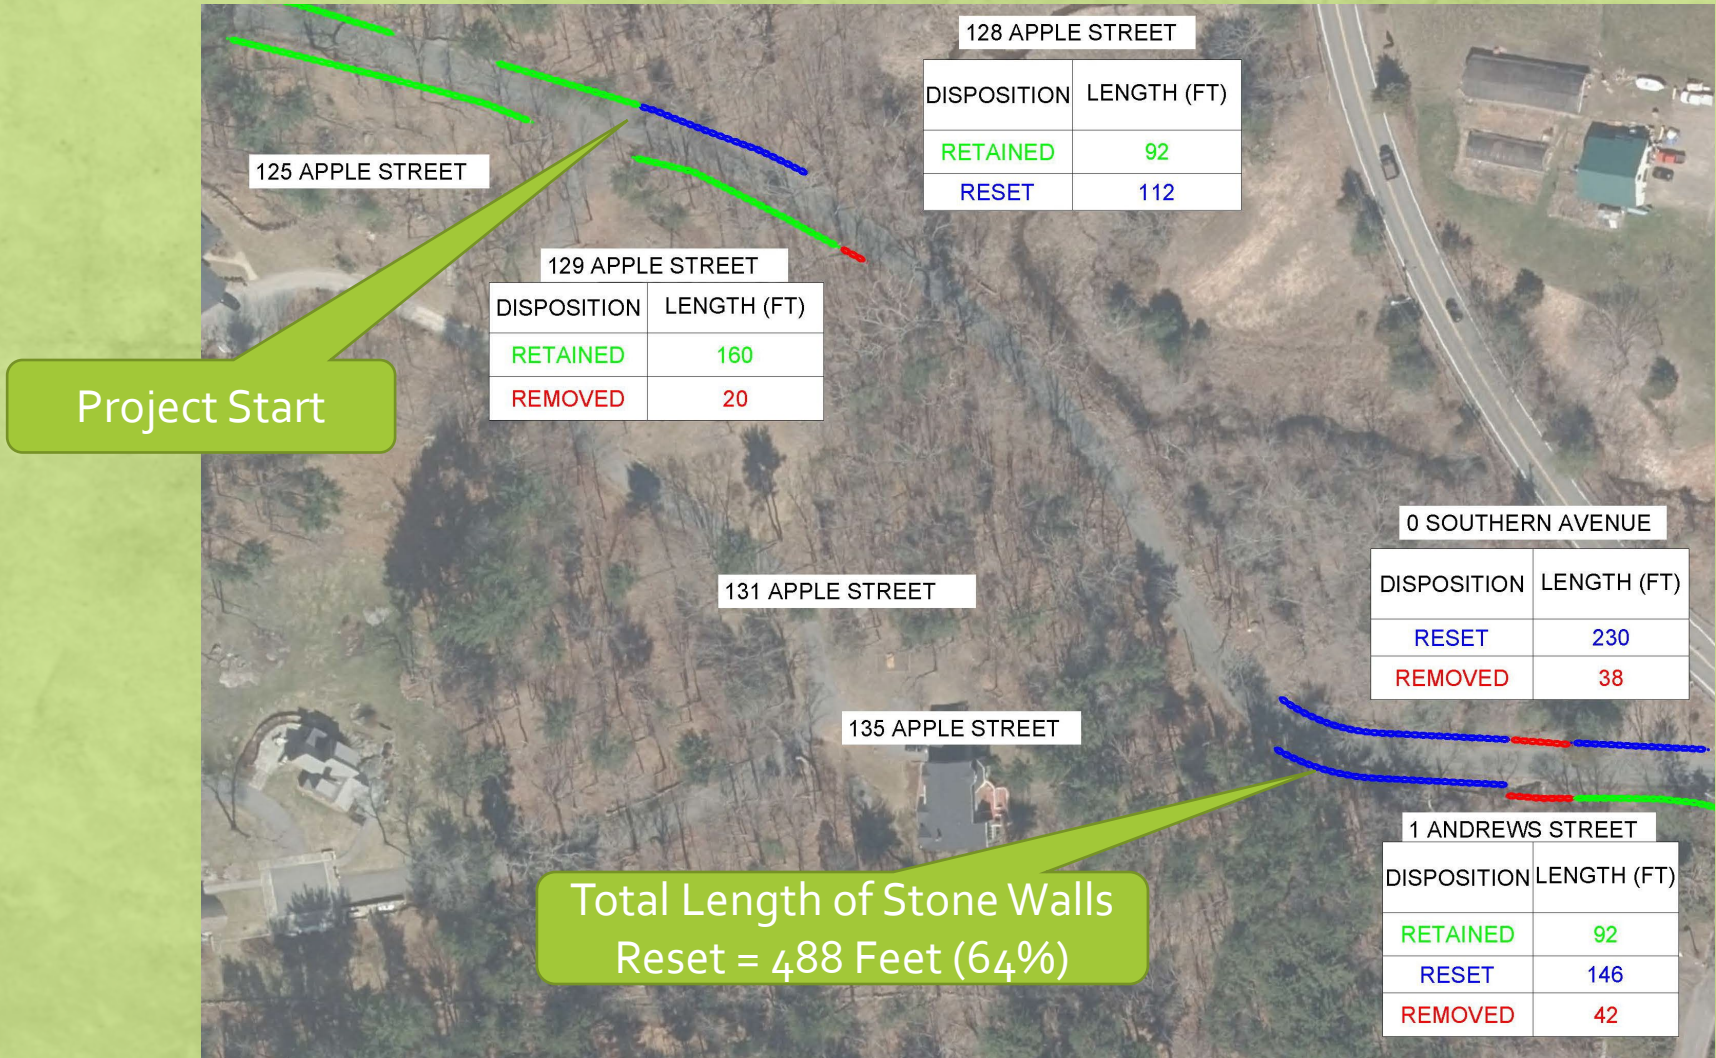 128 APPLE STREET
DISPOSITION LENGTH (FT)
RETAINED 92
RESET 112
125 APPLE STREET
129 APPLE STREET
DISPOSITION LENGTH (FT)
RETAINED 160
REMOVED 20
Project Start
0 SOUTHERN AVENUE
DISPOSITION LENGTH (FT)
RESET 230
REMOVED 38
131 APPLE STREET
135 APPLE STREET
1 ANDREWS STREET
DISPOSITION LENGTH (FT)
RETAINED 92
RESET 146
REMOVED 42
Total Length of Stone Walls
Reset = 488 Feet (64%)